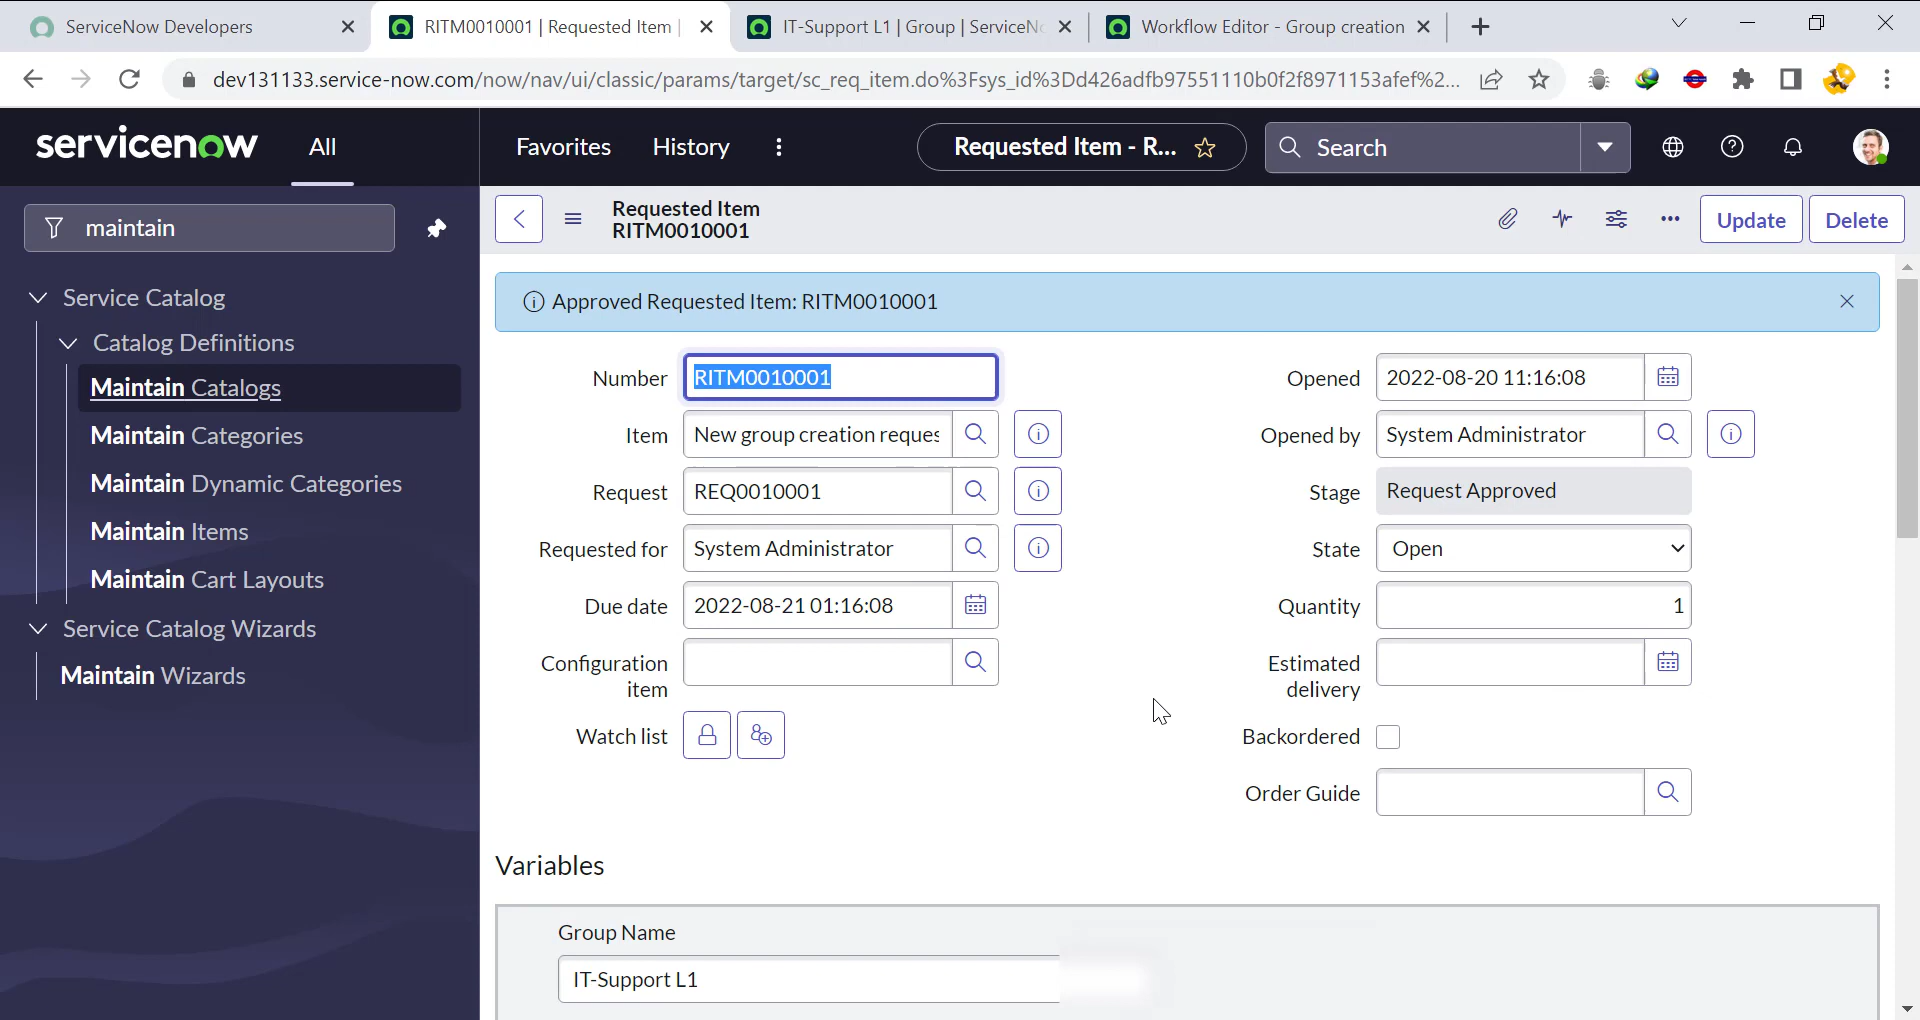 ServiceNow Developers
RITM0010001 | Requested Item |
IT-Support L1 | Group | ServiceN
Workflow Editor - Group creation
dev131133.service-now.com/now/nav/ui/classic/params/target/sc_req_item.do%3Fsys_id%3Dd426adfb97551110b0f2f8971153afef%2...
servicenow
All
Favorites
History
Requested Item - R...
Search
maintain
Service Catalog
Catalog Definitions
Maintain Catalogs
Maintain Categories
Maintain Dynamic Categories
Maintain Items
Maintain Cart Layouts
Service Catalog Wizards
Maintain Wizards
Requested Item
RITM0010001
Update
Delete
Approved Requested Item: RITM0010001
Number
RITM0010001
Item
New group creation reques
Request
REQ0010001
Requested for
System Administrator
Due date
2022-08-21 01:16:08
Configuration
item
Watch list
Opened
2022-08-20 11:16:08
Opened by
System Administrator
Stage
Request Approved
State
Open
Quantity
1
Estimated
delivery
Backordered
Order Guide
Variables
Group Name
IT-Support L1